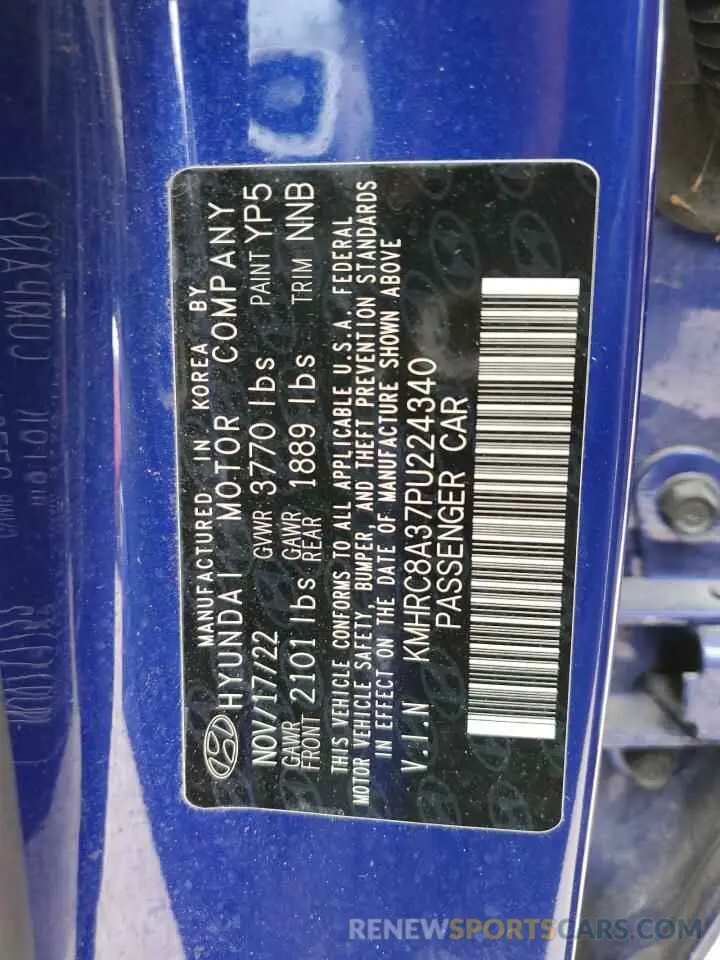 MANUFACTURED IN KOREA BY
HYUNDAI MOTOR COMPANY
NOV/17/22 GVWR 3770 lbs PAINT YP5
GAWR FRONT 2101 lbs GAWR REAR 1889 lbs TRIM NNB
THIS VEHICLE CONFORMS TO ALL APPLICABLE U.S.A. FEDERAL
MOTOR VEHICLE SAFETY, BUMPER, AND THEFT PREVENTION STANDARDS
IN EFFECT ON THE DATE OF MANUFACTURE SHOWN ABOVE
V.I.N KMHRC8A37PU224340
PASSENGER CAR
RENEWSPORTSCARS.COM